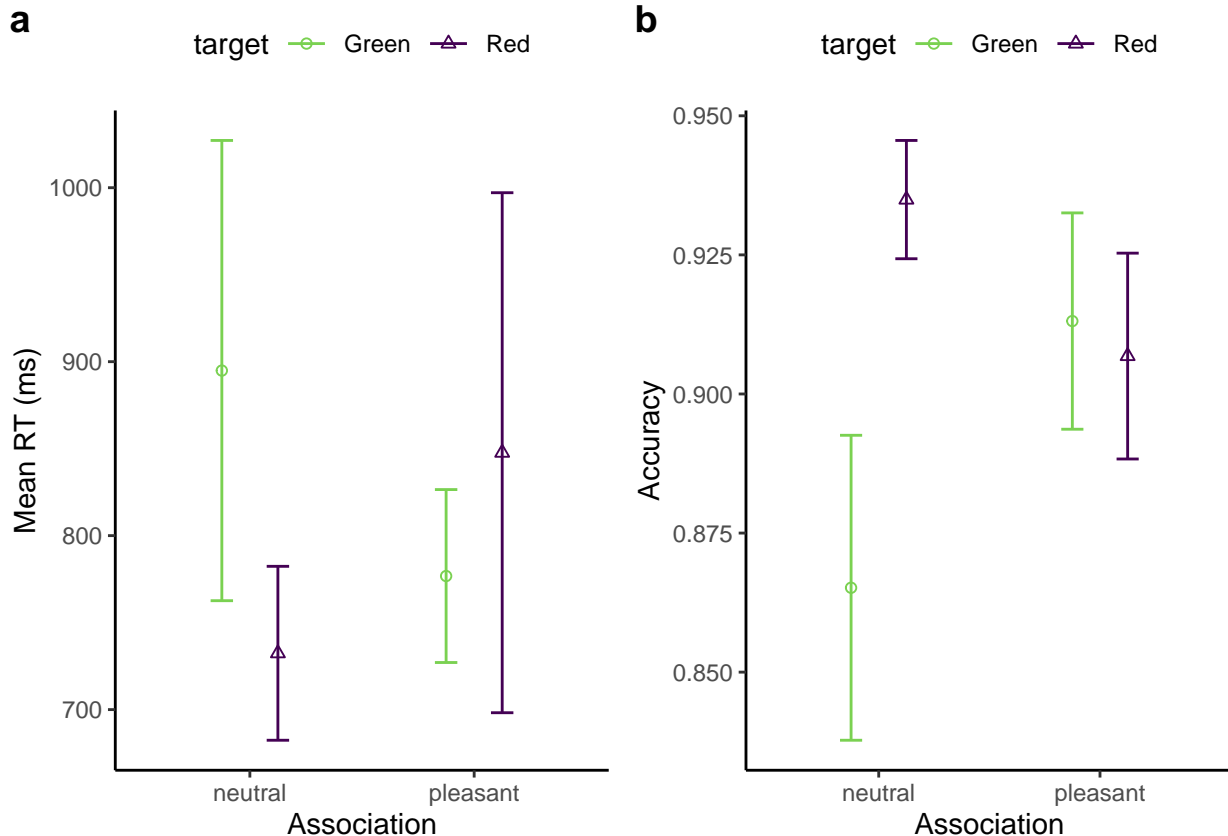 a
target Green Red
Mean RT (ms)
1000
900
800
700
neutral pleasant
Association
b
target Green Red
Accuracy
0.950
0.925
0.900
0.875
0.850
neutral pleasant
Association